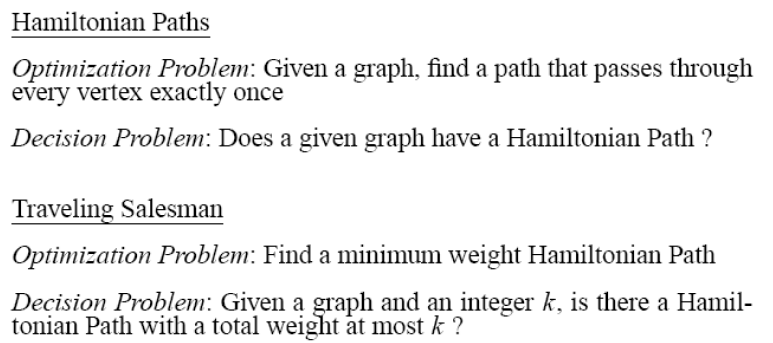 Hamiltonian Paths
Optimization Problem: Given a graph, find a path that passes through
every vertex exactly once
Decision Problem: Does a given graph have a Hamiltonian Path ?
Traveling Salesman
Optimization Problem: Find a minimum weight Hamiltonian Path
Decision Problem: Given a graph and an integer k, is there a Hamil-
tonian Path with a total weight at most k ?